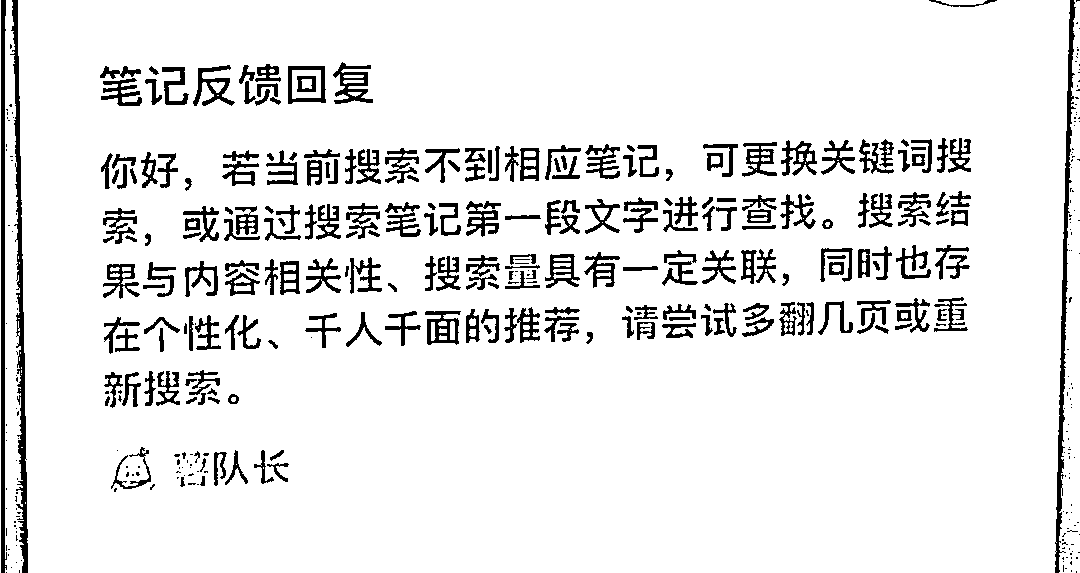 笔记反馈回复
你好，若当前搜索不到相应笔记，可更换关键词搜
索，或通过搜索笔记第一段文字进行查找。搜索结
果与内容相关性、搜索量具有一定关联，同时也存
在个性化、千人千面的推荐，请尝试多翻几页或重
新搜索。
薯队长